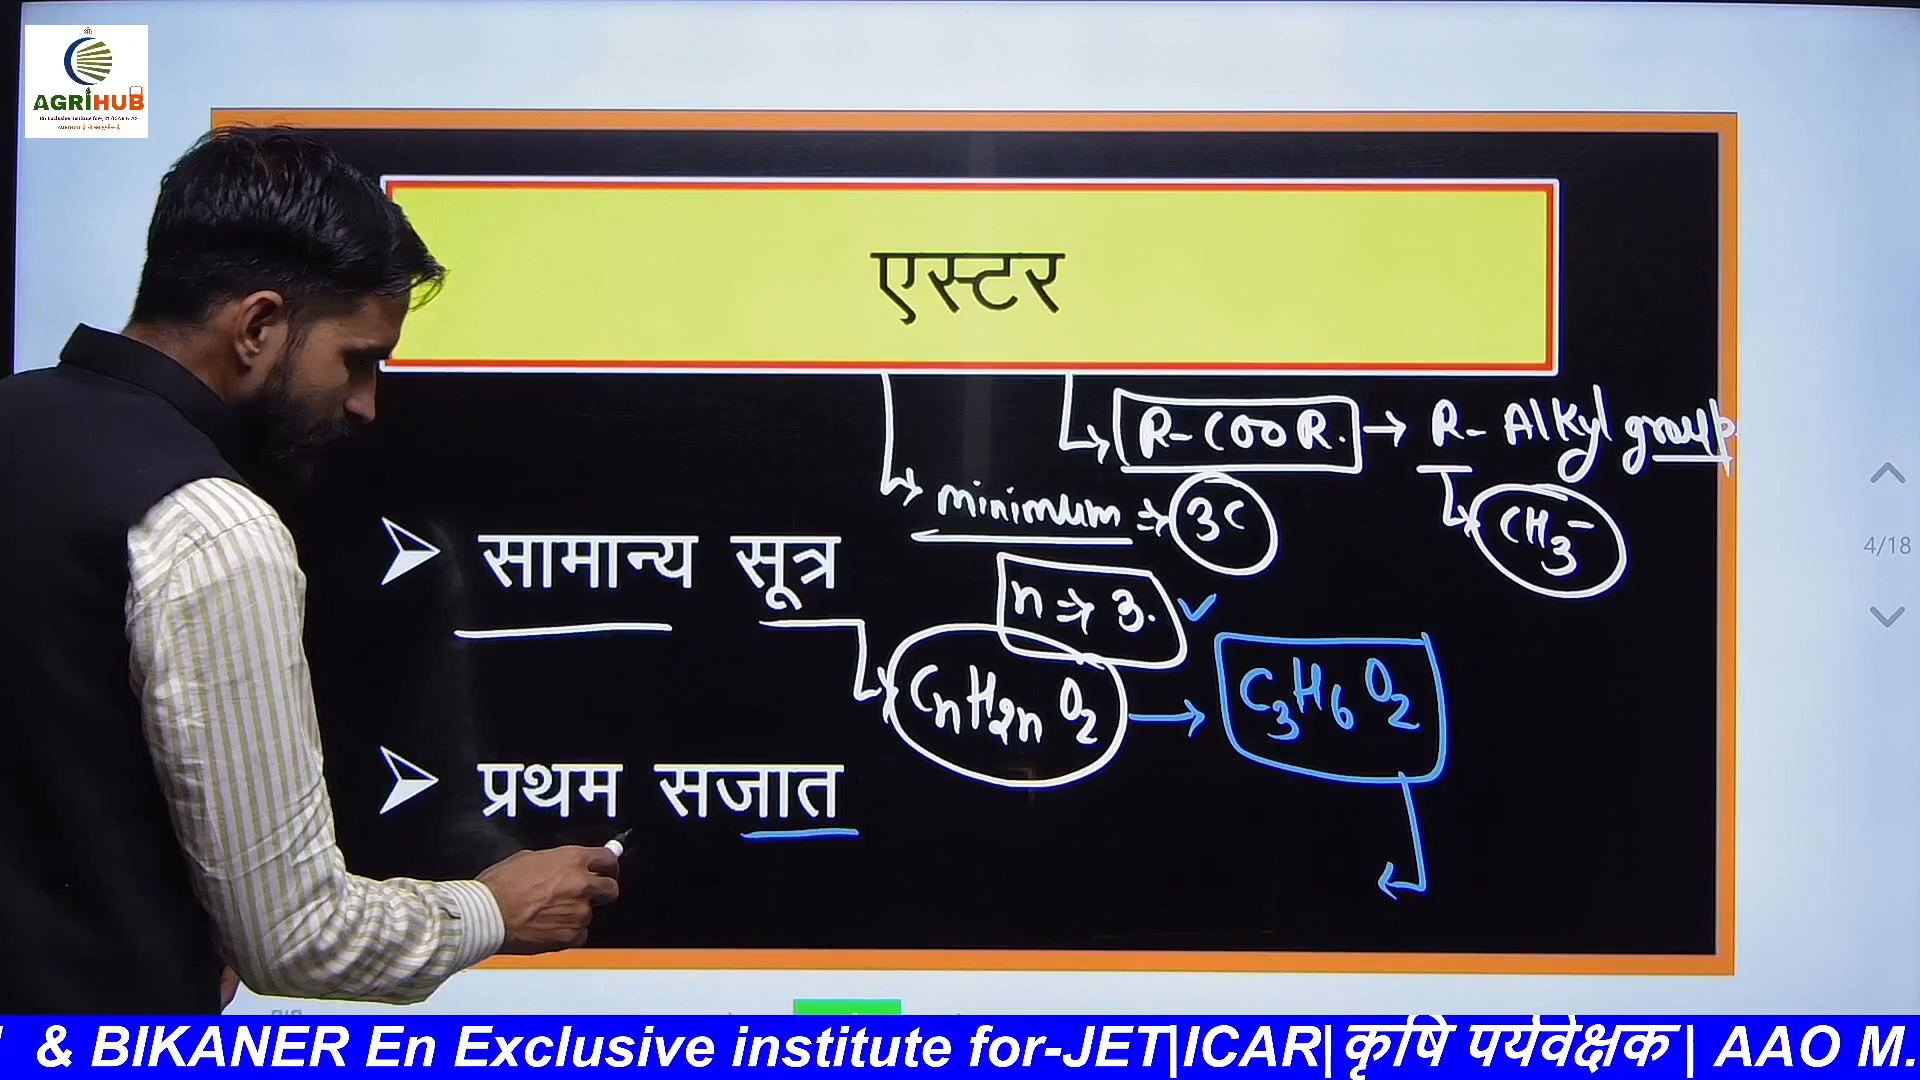 श्री:
AGRIHUB
एस्टर
R-COOR. → R- Alkyl group
minimum → 3C
CH3-
सामान्य सूत्र
n → 3. ✓
CnH2nO2 → C3H6O2
प्रथम सजात
4/18
& BIKANER En Exclusive institute for-JET|ICAR|कृषि पर्यवेक्षक | AAO M.